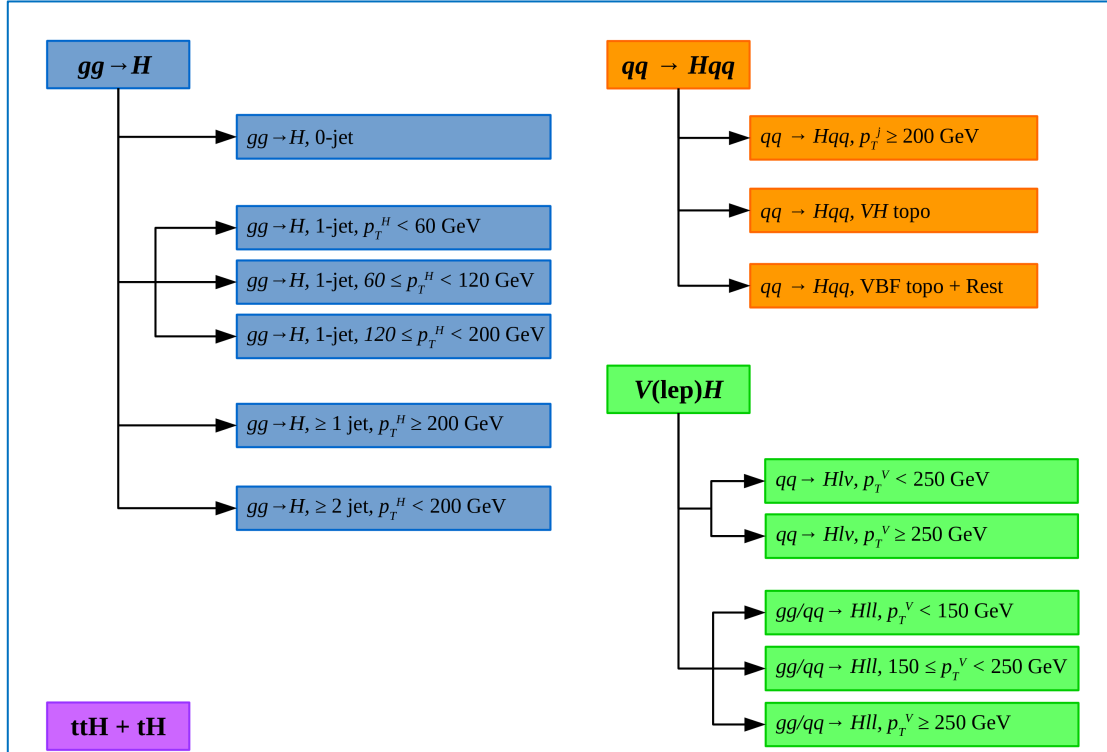 gg→H
gg→H, 0-jet
gg→H, 1-jet, p_T^H < 60 GeV
gg→H, 1-jet, 60 ≤ p_T^H < 120 GeV
gg→H, 1-jet, 120 ≤ p_T^H < 200 GeV
gg→H, ≥ 1 jet, p_T^H ≥ 200 GeV
gg→H, ≥ 2 jet, p_T^H < 200 GeV
ttH + tH
qq → Hqq
qq → Hqq, p_T^j ≥ 200 GeV
qq → Hqq, VH topo
qq → Hqq, VBF topo + Rest
V(lep)H
qq→ Hlν, p_T^V < 250 GeV
qq→ Hlν, p_T^V ≥ 250 GeV
gg/qq→ Hll, p_T^V < 150 GeV
gg/qq→ Hll, 150 ≤ p_T^V < 250 GeV
gg/qq→ Hll, p_T^V ≥ 250 GeV